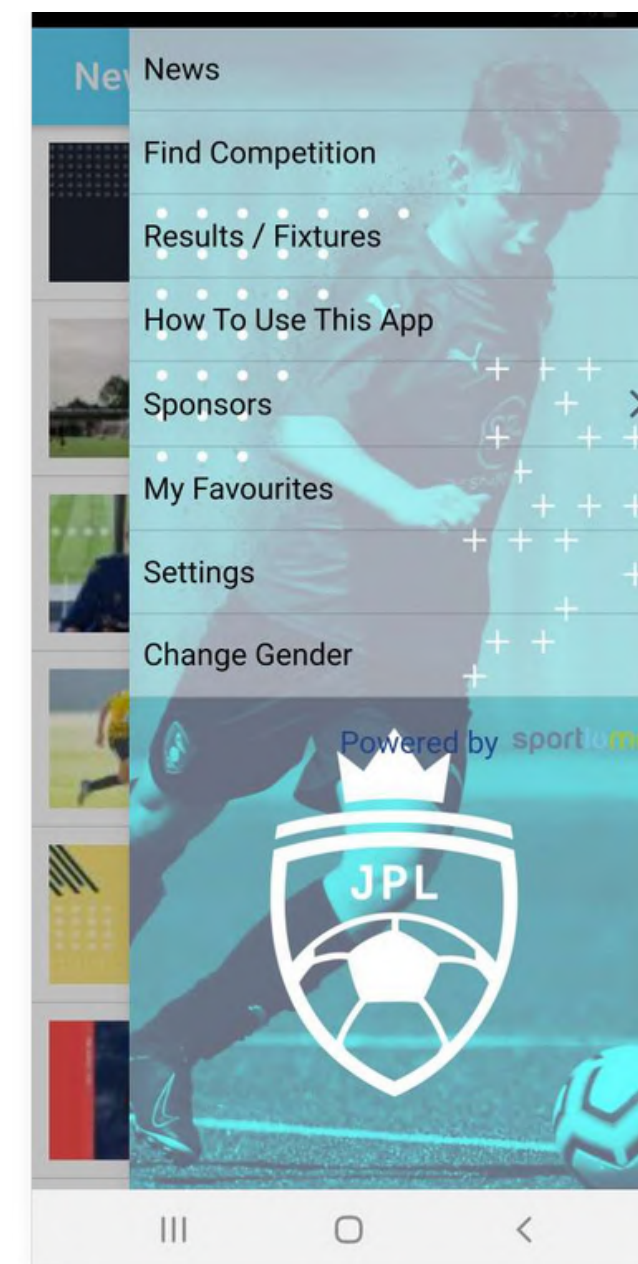 News
Find Competition
Results / Fixtures
How To Use This App
Sponsors
My Favourites
Settings
Change Gender
Powered by
JPL